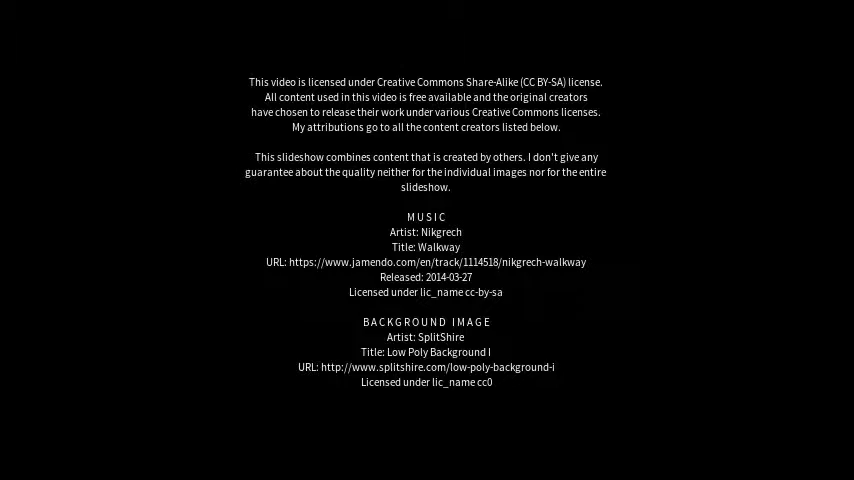 This video is licensed under Creative Commons Share-Alike (CC BY-SA) license.
All content used in this video is free available and the original creators
have chosen to release their work under various Creative Commons licenses.
My attributions go to all the content creators listed below.
This slideshow combines content that is created by others. I don't give any
guarantee about the quality neither for the individual images nor for the entire
slideshow.
MUSIC
Artist: Nikgrech
Title: Walkway
URL: https://www.jamendo.com/en/track/1114518/nikgrech-walkway
Released: 2014-03-27
Licensed under lic_name cc-by-sa
BACKGROUND IMAGE
Artist: SplitShire
Title: Low Poly Background I
URL: http://www.splitshire.com/low-poly-background-i
Licensed under lic_name cc0